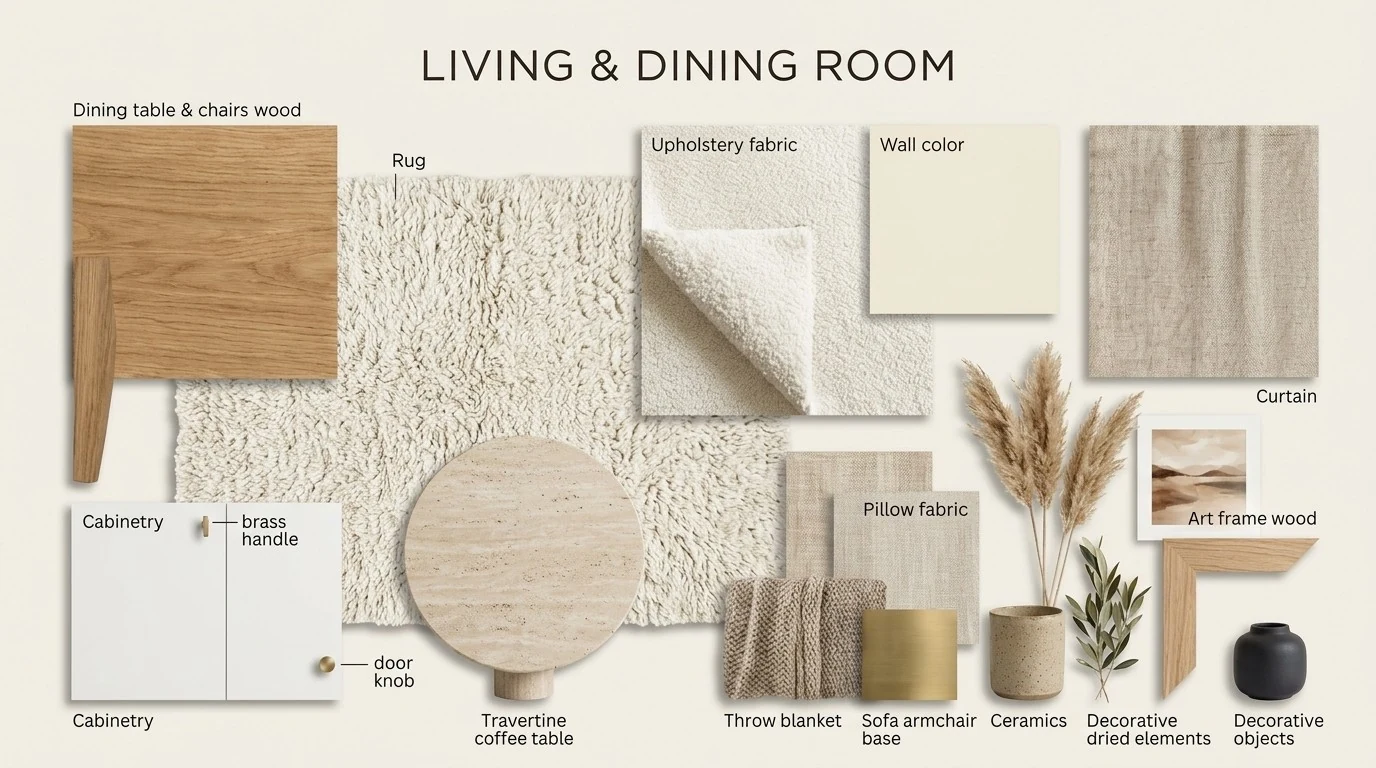 LIVING & DINING ROOM
Dining table & chairs wood
Rug
Upholstery fabric
Wall color
Curtain
Pillow fabric
Art frame wood
Cabinetry
brass
handle
door
knob
Cabinetry
Travertine
coffee table
Throw blanket
Sofa armchair
base
Ceramics
Decorative
dried elements
Decorative
objects